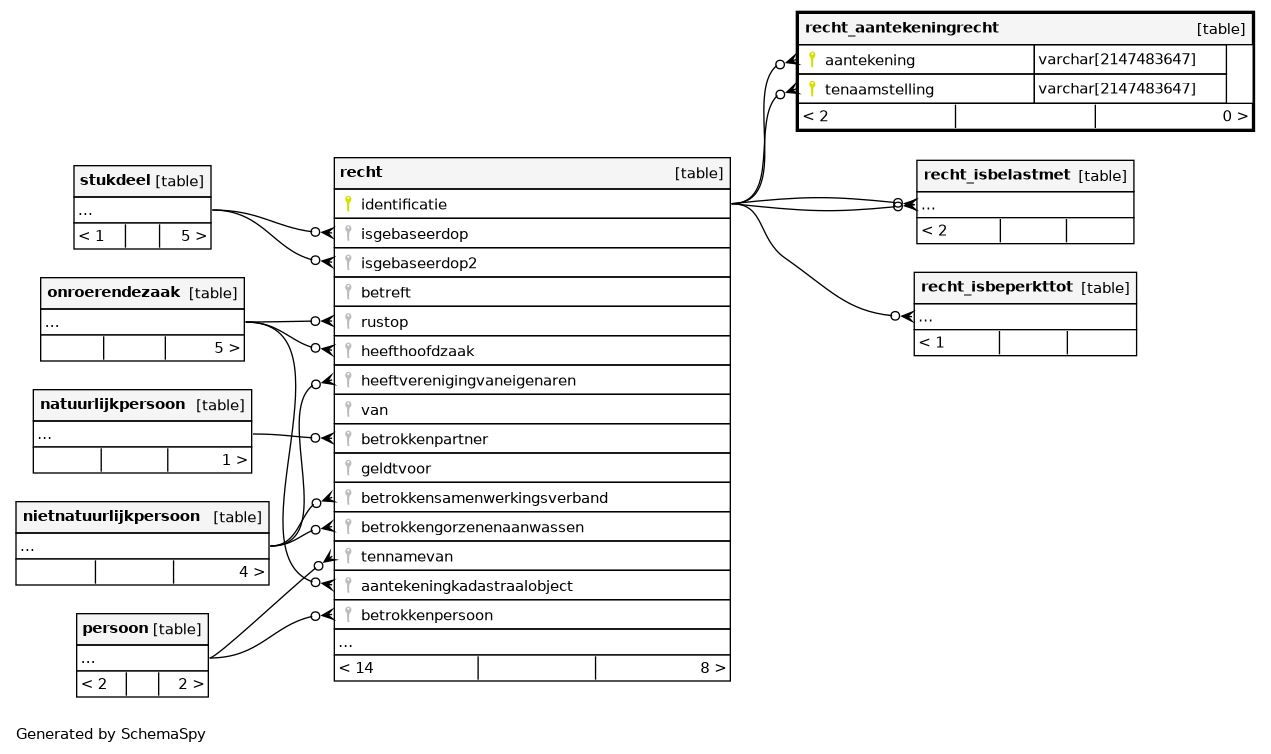 recht_aantekeningrecht [table]
aantekening varchar[2147483647]
tenaamstelling varchar[2147483647]
< 2 0 >
stukdeel [table]
...
< 1 5 >
onroerendezaak [table]
...
5 >
natuurlijkpersoon [table]
...
1 >
nietnatuurlijkpersoon [table]
...
4 >
persoon [table]
...
< 2 2 >
recht [table]
identificatie
isgebaseerdop
isgebaseerdop2
betreft
rustop
heefthoofdzaak
heeftverenigingvaneigenaren
van
betrokkenpartner
geldtvoor
betrokkensamenwerkingsverband
betrokkengorzenenaanwassen
tennamevan
aantekeningkadastraalobject
betrokkenpersoon
...
< 14 8 >
recht_isbelastmet [table]
...
< 2
recht_isbeperkttot [table]
...
< 1
Generated by SchemaSpy